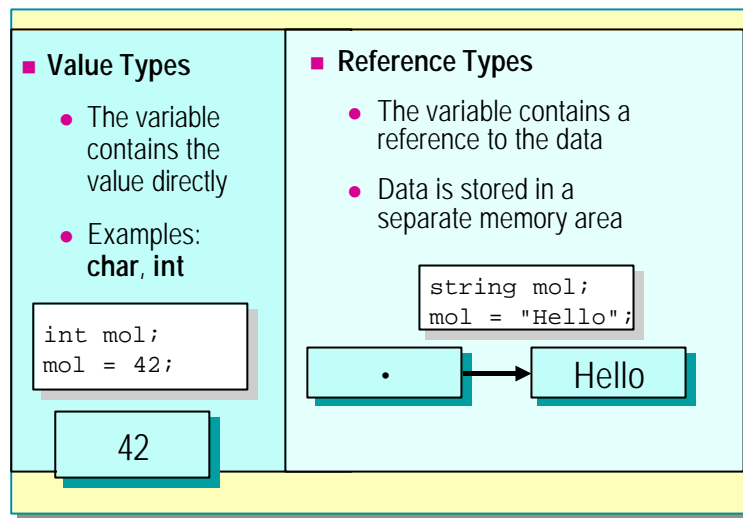 Value Types
The variable
contains the
value directly
Examples:
char, int
int mol;
mol = 42;
42
Reference Types
The variable contains a
reference to the data
Data is stored in a
separate memory area
string mol;
mol = "Hello";
Hello